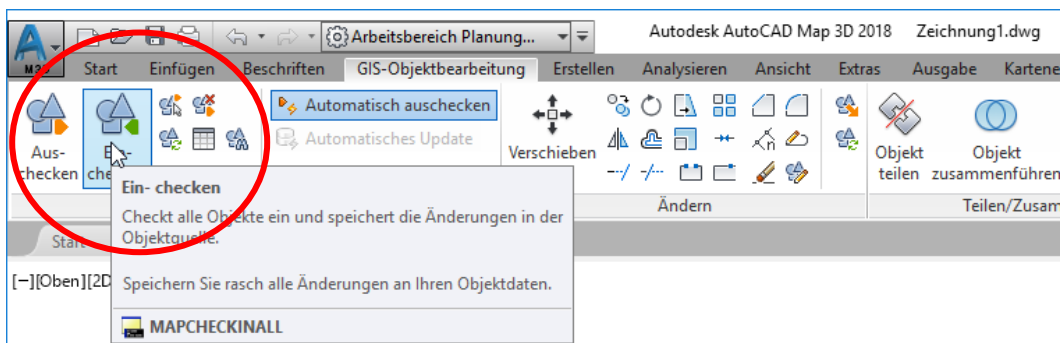 Arbeitsbereich Planung...
Autodesk AutoCAD Map 3D 2018 Zeichnung1.dwg
Start Einfügen Beschriften GIS-Objektbearbeitung Erstellen Analysieren Ansicht Extras Ausgabe Kartene
Aus-
checken
Automatisch auschecken
Automatisches Update
Verschieben
Objekt
teilen
Objekt
zusammenführen
Ändern
Teilen/Zusam
Ein- checken
Checkt alle Objekte ein und speichert die Änderungen in der
Objektquelle.
Speichern Sie rasch alle Änderungen an Ihren Objektdaten.
MAPCHECKINALL
Start
[−][Oben][2D